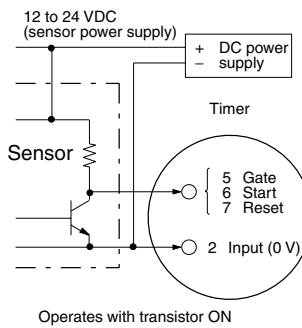 12 to 24 VDC
(sensor power supply)
+ DC power
− supply
Timer
Sensor
5 Gate
6 Start
7 Reset
2 Input (0 V)
Operates with transistor ON